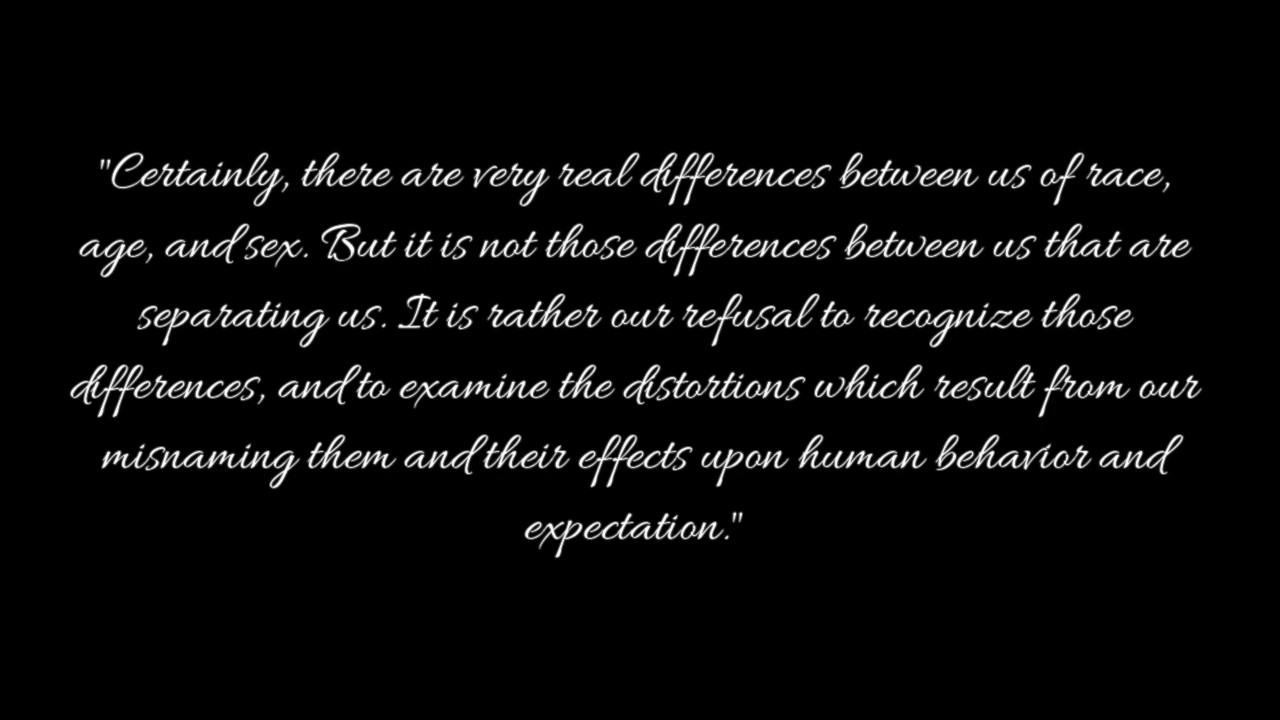 "Certainly, there are very real differences between us of race,
age, and sex. But it is not those differences between us that are
separating us. It is rather our refusal to recognize those
differences, and to examine the distortions which result from our
misnaming them and their effects upon human behavior and
expectation."